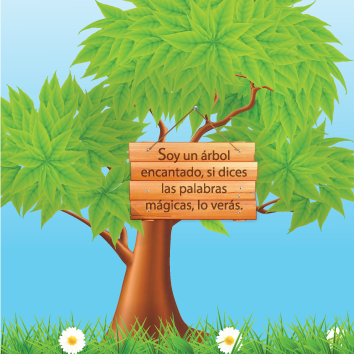 Soy un árbol
encantado, si dices
las palabras
mágicas, lo verás.